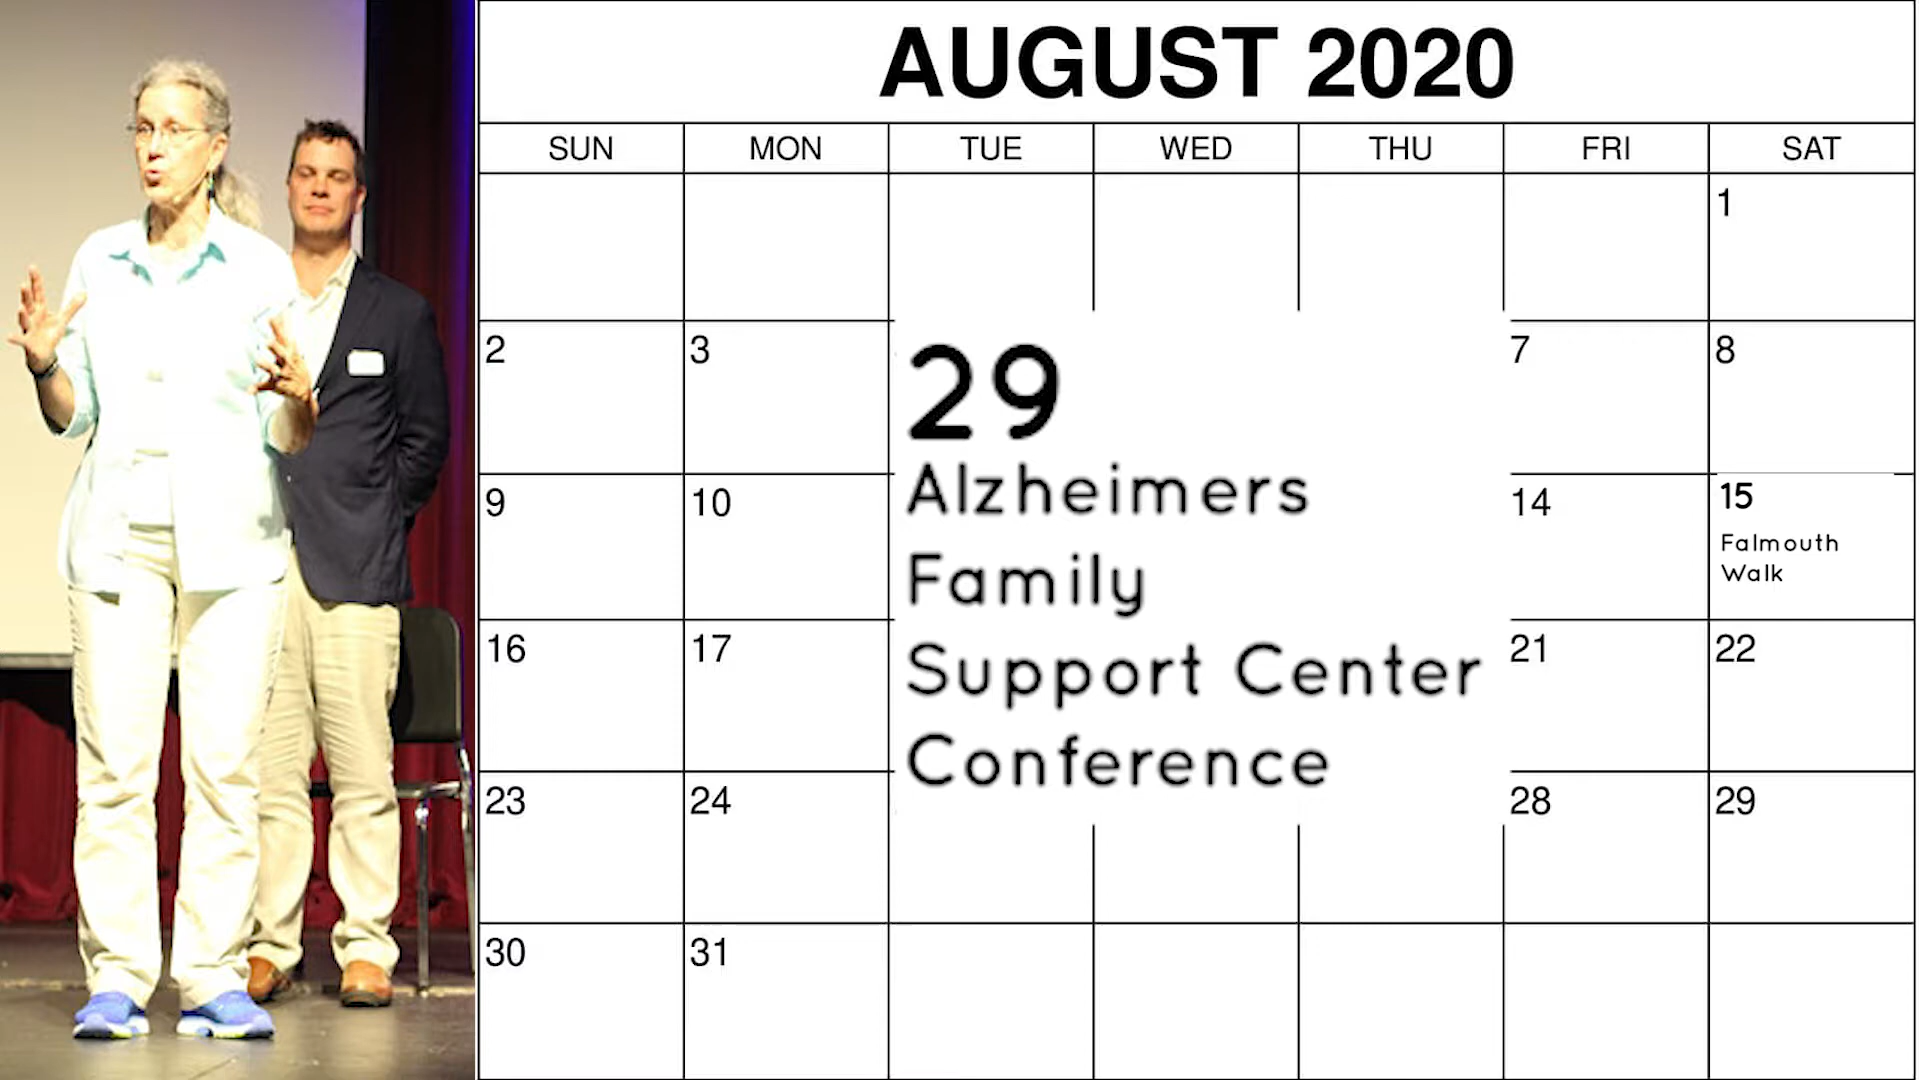 AUGUST 2020
SUN MON TUE WED THU FRI SAT
1
2 3 7 8
29
Alzheimers
Family
Support Center
Conference
9 10 14 15
Falmouth
Walk
16 17 21 22
23 24 28 29
30 31